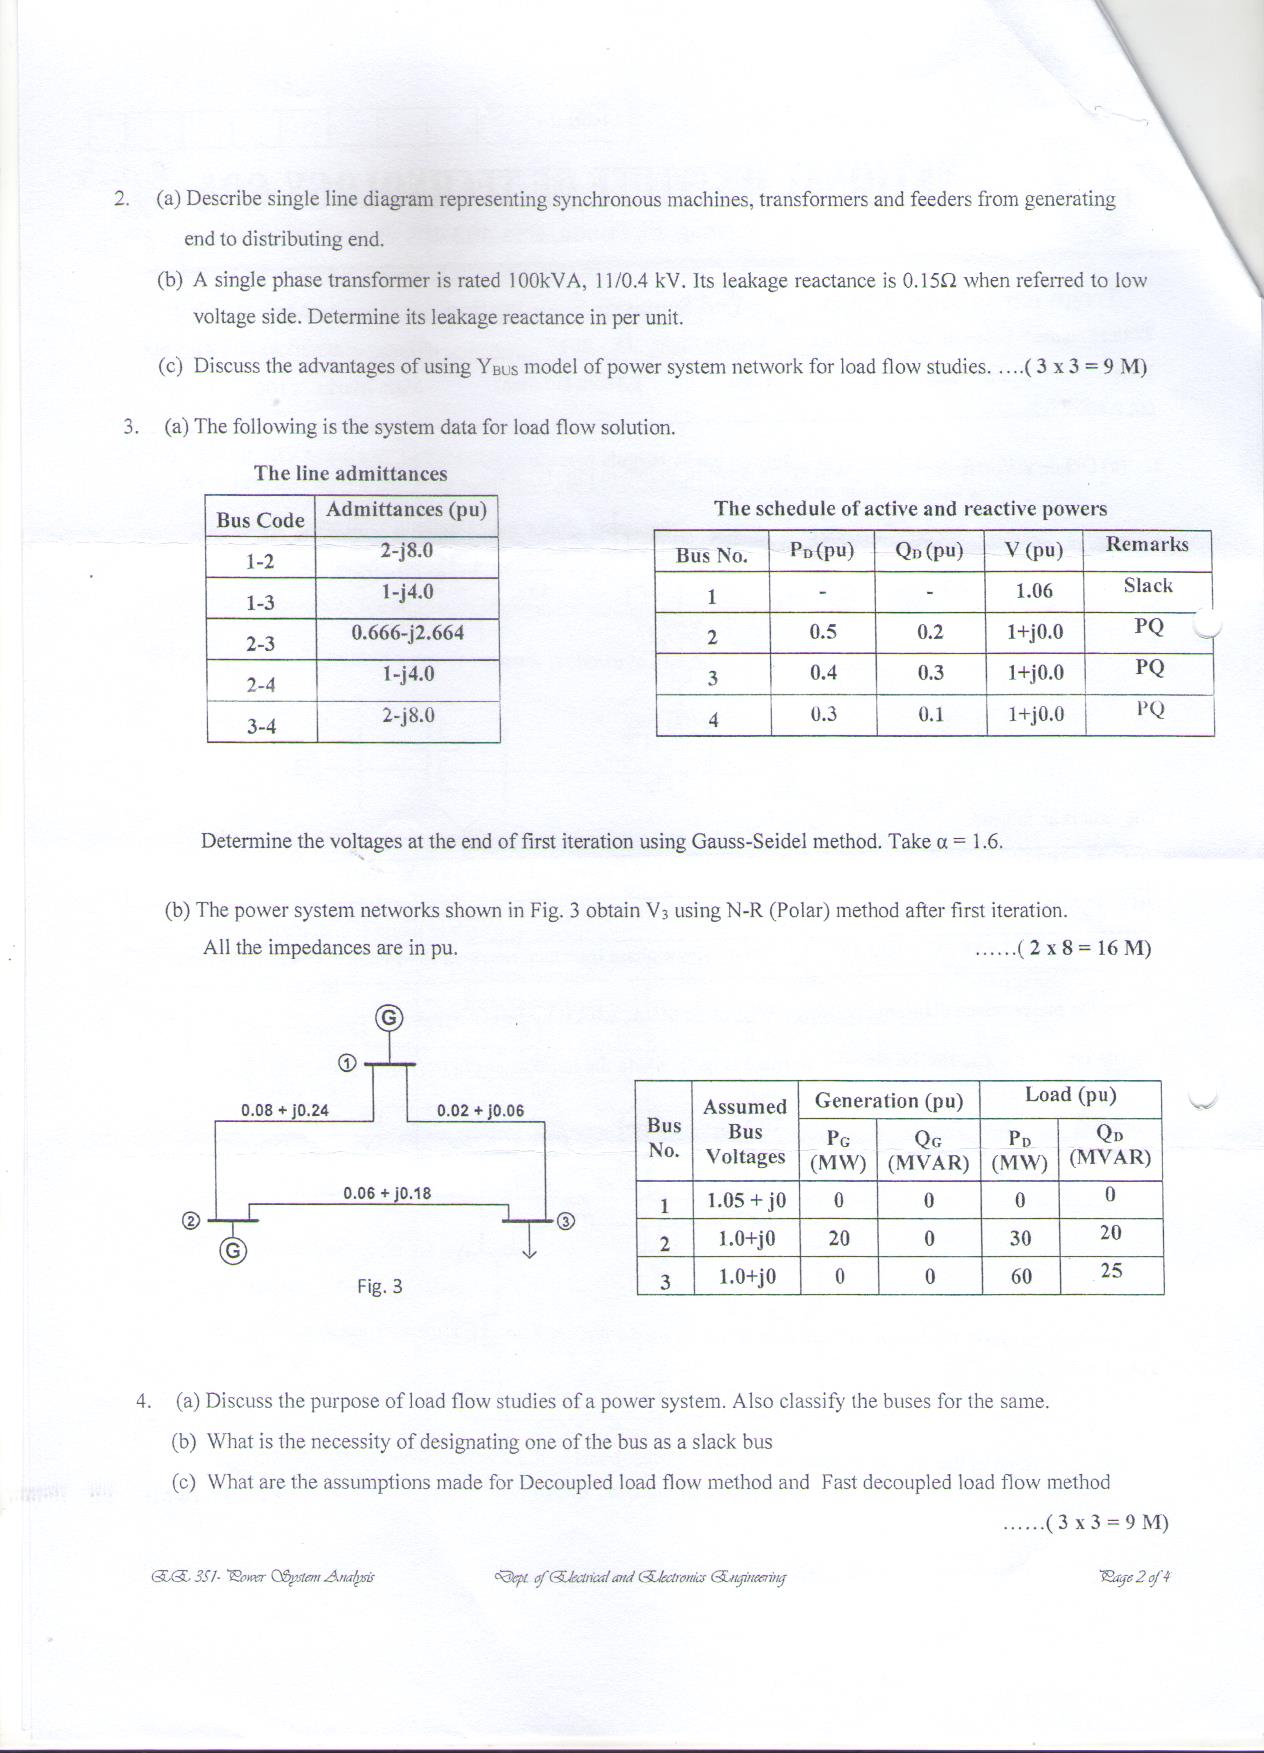 2. (a) Describe single line diagram representing synchronous machines, transformers and feeders from generating
end to distributing end.
(b) A single phase transformer is rated 100kVA, 11/0.4 kV. Its leakage reactance is 0.15Ω when referred to low
voltage side. Determine its leakage reactance in per unit.
(c) Discuss the advantages of using YBUS model of power system network for load flow studies. ....( 3 x 3 = 9 M)
3. (a) The following is the system data for load flow solution.
The line admittances
Bus Code Admittances (pu)
1-2 2-j8.0
1-3 1-j4.0
2-3 0.666-j2.664
2-4 1-j4.0
3-4 2-j8.0
The schedule of active and reactive powers
Bus No. PD (pu) QD (pu) V (pu) Remarks
1 - - 1.06 Slack
2 0.5 0.2 1+j0.0 PQ
3 0.4 0.3 1+j0.0 PQ
4 0.3 0.1 1+j0.0 PQ
Determine the voltages at the end of first iteration using Gauss-Seidel method. Take α = 1.6.
(b) The power system networks shown in Fig. 3 obtain V3 using N-R (Polar) method after first iteration.
All the impedances are in pu. ......( 2 x 8 = 16 M)
G
1
0.08 + j0.24 0.02 + j0.06
0.06 + j0.18
2 3
G
Fig. 3
Bus No. Assumed Bus Voltages Generation (pu) Load (pu)
PG (MW) QG (MVAR) PD (MW) QD (MVAR)
1 1.05 + j0 0 0 0 0
2 1.0+j0 20 0 30 20
3 1.0+j0 0 0 60 25
4. (a) Discuss the purpose of load flow studies of a power system. Also classify the buses for the same.
(b) What is the necessity of designating one of the bus as a slack bus
(c) What are the assumptions made for Decoupled load flow method and Fast decoupled load flow method
......( 3 x 3 = 9 M)
EE 351- Power System Analysis Dept. of Electrical and Electronics Engineering Page 2 of 4